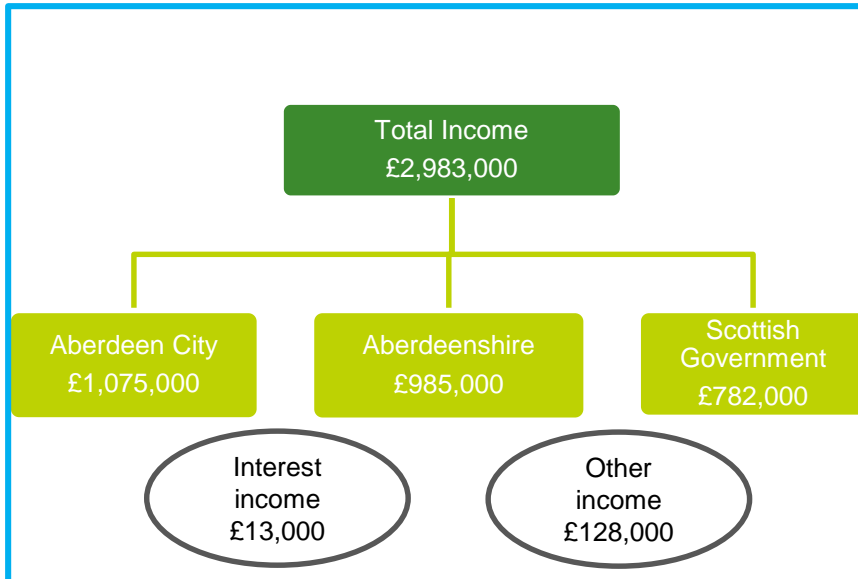 Total Income
£2,983,000
Aberdeen City
£1,075,000
Aberdeenshire
£985,000
Scottish
Government
£782,000
Interest
income
£13,000
Other
income
£128,000